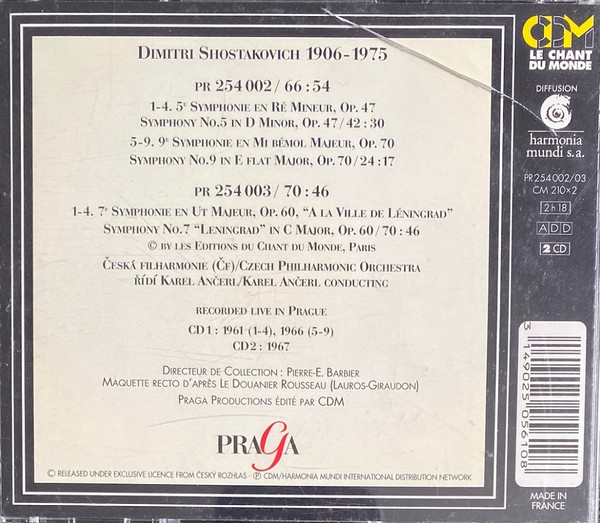 DIMITRI SHOSTAKOVICH 1906-1975
PR 254 002 / 66 : 54
1-4. 5e SYMPHONIE EN RÉ MINEUR, OP. 47
SYMPHONY NO.5 IN D MINOR, OP. 47 / 42 : 30
5-9. 9e SYMPHONIE EN MI BÉMOL MAJEUR, OP. 70
SYMPHONY NO.9 IN E FLAT MAJOR, OP. 70 / 24 : 17
PR 254 003 / 70 : 46
1-4. 7e SYMPHONIE EN UT MAJEUR, OP. 60, “A LA VILLE DE LÉNINGRAD”
SYMPHONY NO.7 “LENINGRAD” IN C MAJOR, OP. 60 / 70 : 46
© BY LES EDITIONS DU CHANT DU MONDE, PARIS
ČESKÁ FILHARMONIE (ČF)/CZECH PHILHARMONIC ORCHESTRA
ŘÍDÍ KAREL ANČERL/KAREL ANČERL CONDUCTING
RECORDED LIVE IN PRAGUE
CD1 : 1961 (1-4), 1966 (5-9)
CD2 : 1967
DIRECTEUR DE COLLECTION : PIERRE-E. BARBIER
MAQUETTE RECTO D'APRÈS LE DOUANIER ROUSSEAU (LAUROS-GIRAUDON)
PRAGA PRODUCTIONS ÉDITÉ PAR CDM
PRAGA
© RELEASED UNDER EXCLUSIVE LICENCE FROM ČESKÝ ROZHLAS - ℗ CDM/HARMONIA MUNDI INTERNATIONAL DISTRIBUTION NETWORK
CDM
LE CHANT
DU MONDE
DIFFUSION
harmonia
mundi s.a.
PR 254 002/03
CM 210×2
2 h 18
A D D
2 CD
3 149025 056108
MADE IN
FRANCE